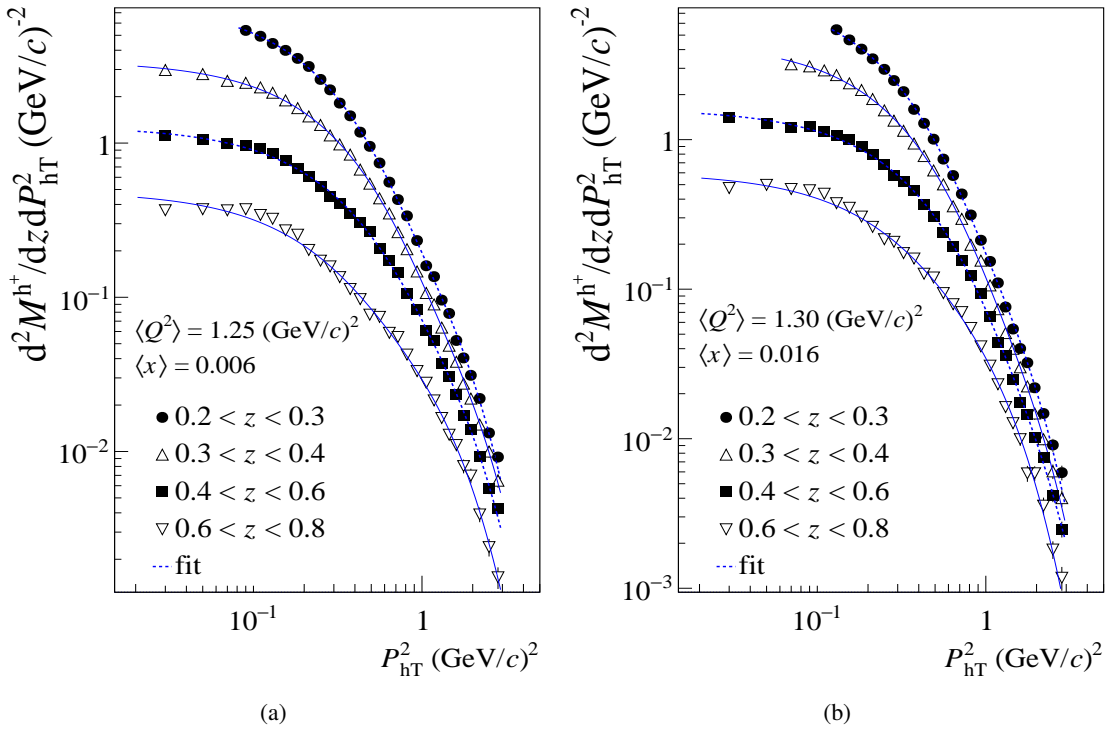 d²M^{h⁺}/dzdP²_{hT} (GeV/c)⁻²
1
10⁻¹
10⁻²
⟨Q²⟩ = 1.25 (GeV/c)²
⟨x⟩ = 0.006
0.2 < z < 0.3
0.3 < z < 0.4
0.4 < z < 0.6
0.6 < z < 0.8
fit
10⁻¹ 1
P²_{hT} (GeV/c)²
(a)
d²M^{h⁺}/dzdP²_{hT} (GeV/c)⁻²
1
10⁻¹
10⁻²
10⁻³
⟨Q²⟩ = 1.30 (GeV/c)²
⟨x⟩ = 0.016
0.2 < z < 0.3
0.3 < z < 0.4
0.4 < z < 0.6
0.6 < z < 0.8
fit
10⁻¹ 1
P²_{hT} (GeV/c)²
(b)